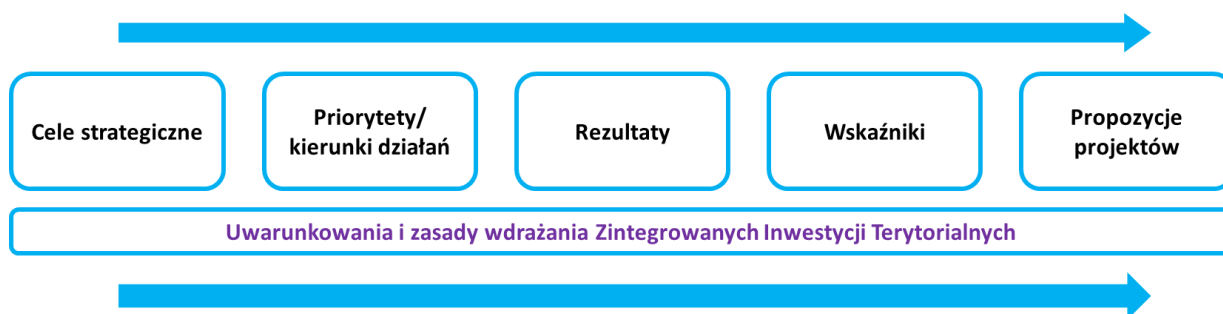 Cele strategiczne
Priorytety/
kierunki działań
Rezultaty
Wskaźniki
Propozycje
projektów
Uwarunkowania i zasady wdrażania Zintegrowanych Inwestycji Terytorialnych